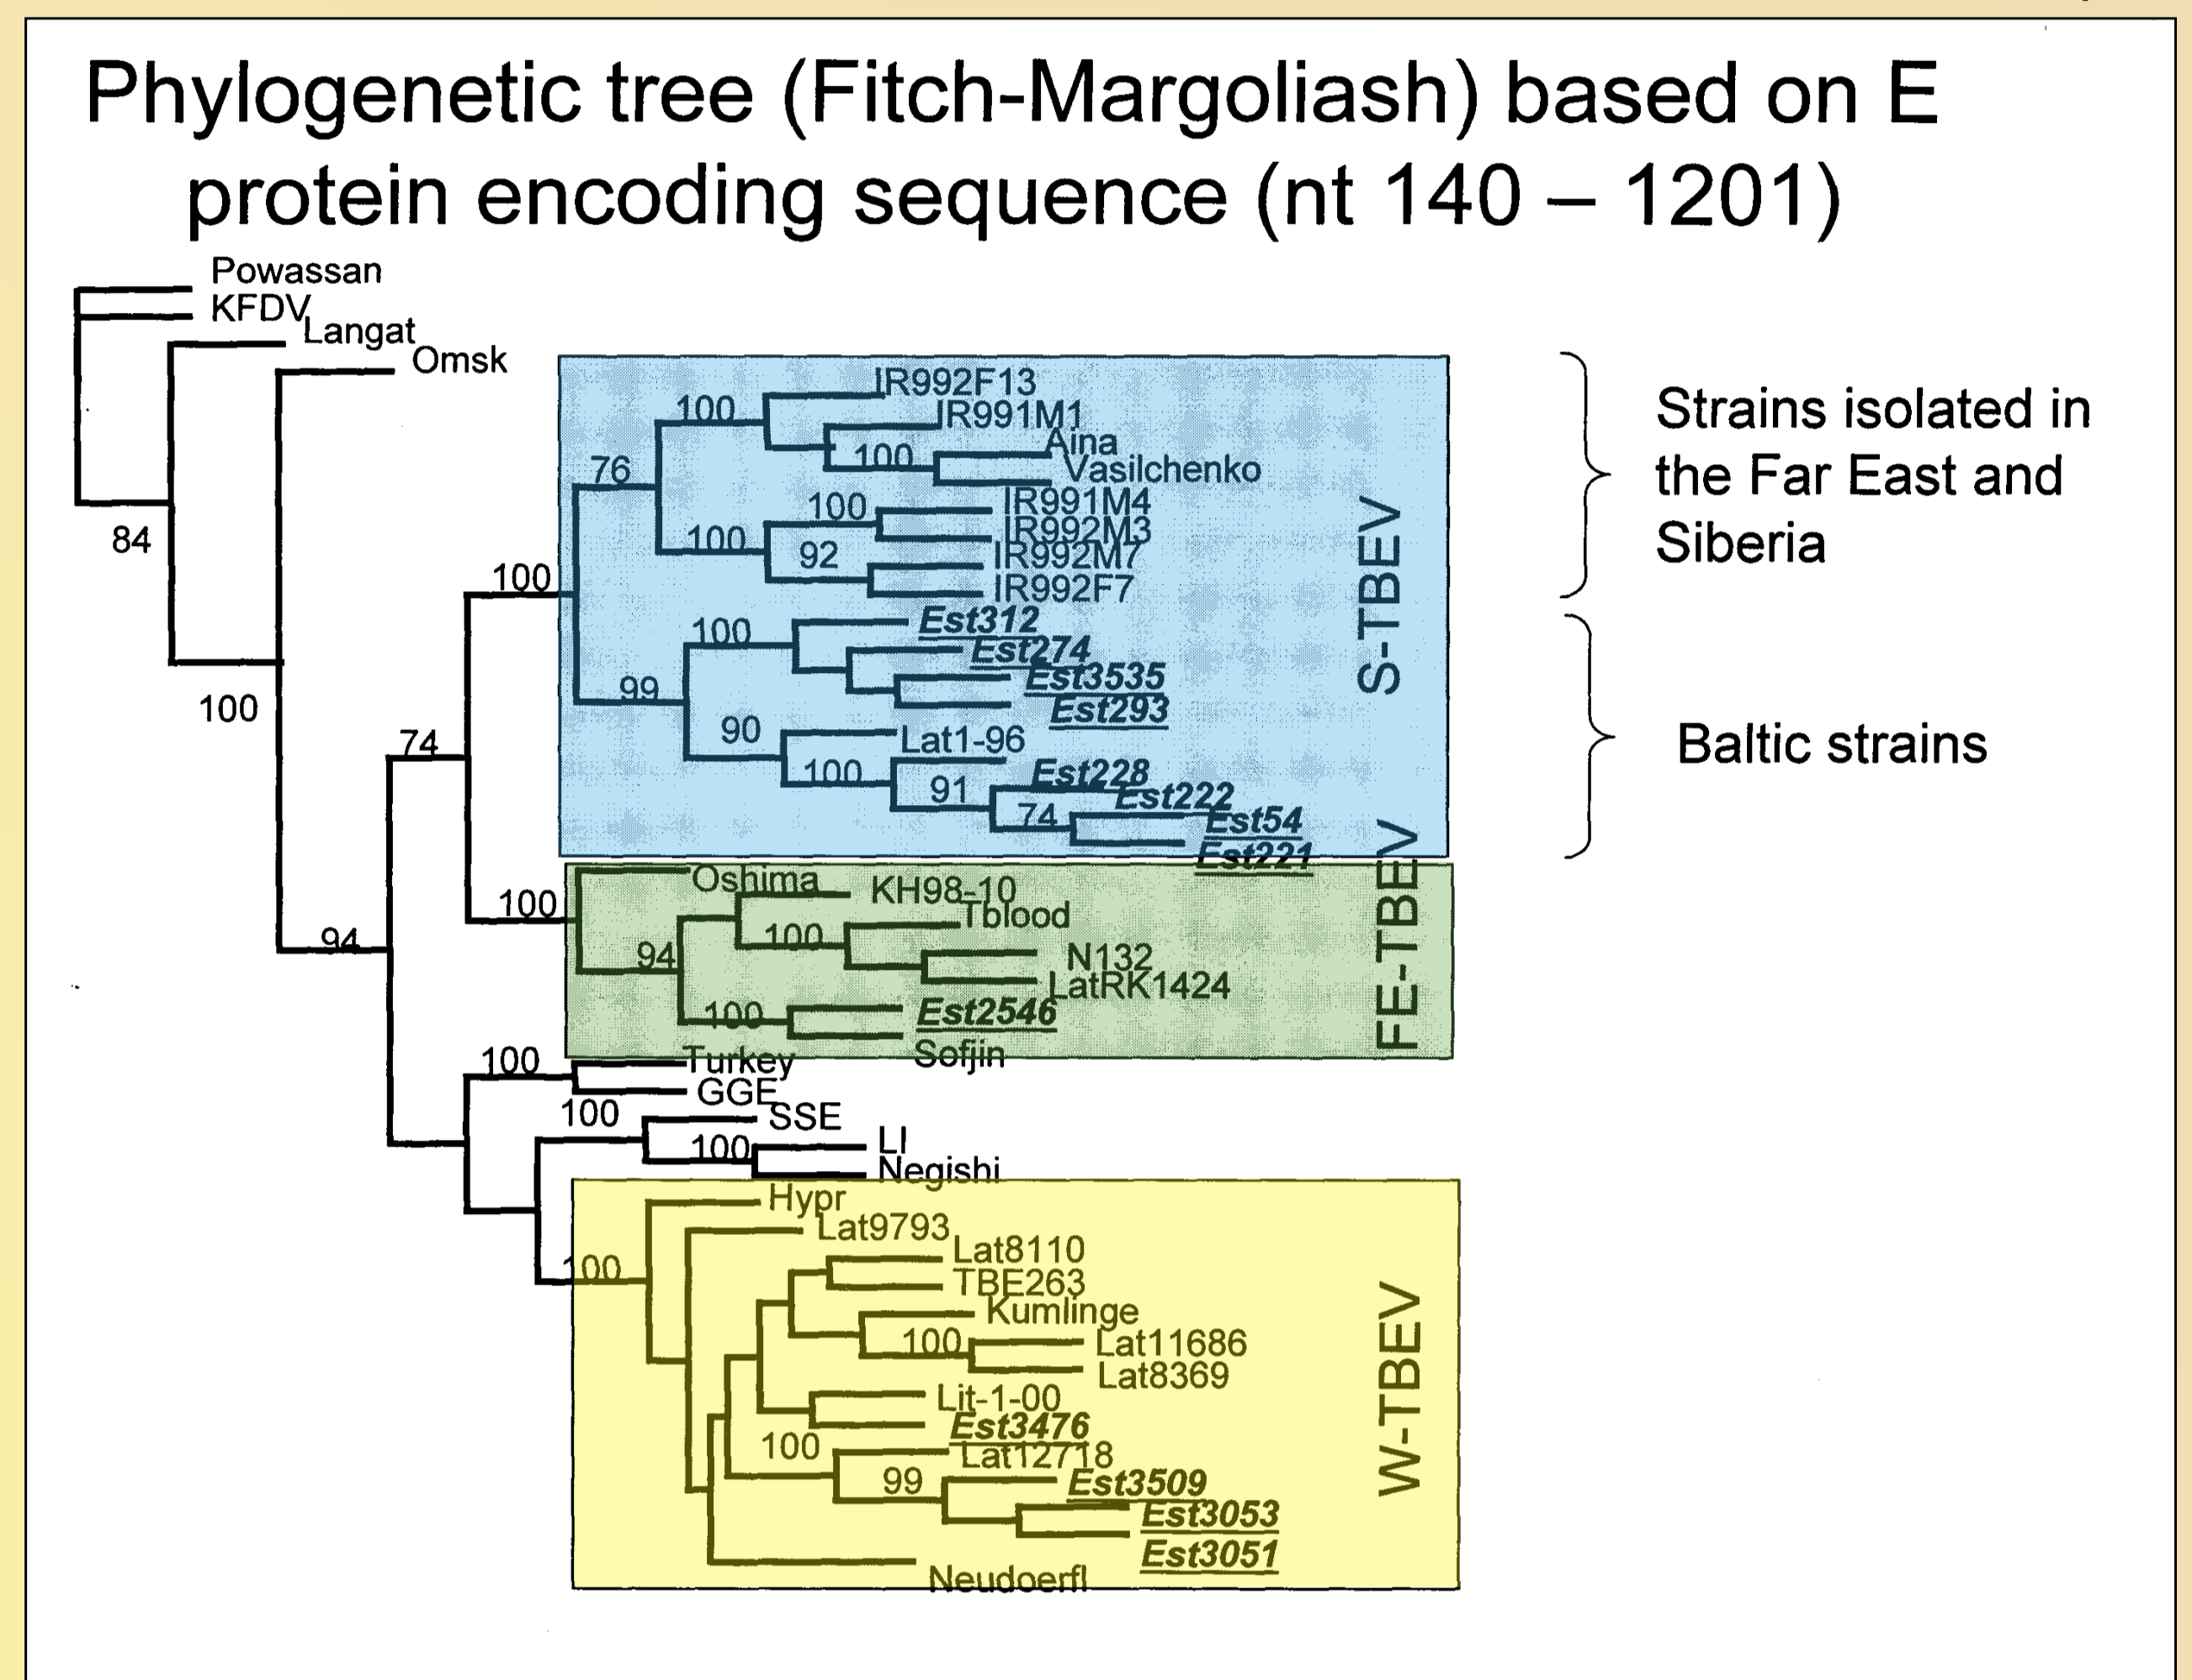 Phylogenetic tree (Fitch-Margoliash) based on E
protein encoding sequence (nt 140 – 1201)
Powassan
KFDV
Langat
Omsk
84
100
94
74
100
100
IR992F13
100
IR991M1
Aina
100
Vasilchenko
76
IR991M4
100
IR992M3
100
92
IR992M7
IR992F7
Est312
100
Est274
Est3535
99
Est293
90
Lat1-96
100
Est228
91
Est222
74
Est54
Est221
S-TBEV
Strains isolated in
the Far East and
Siberia
Baltic strains
Oshima
KH98-10
Tblood
100
94
N132
LatRK1424
100
Est2546
Sofjin
FE-TBEV
100
Turkey
GGE
100
SSE
100
LI
Negishi
Hypr
Lat9793
100
Lat8110
TBE263
Kumlinge
100
Lat11686
Lat8369
Lit-1-00
Est3476
100
Lat12718
99
Est3509
Est3053
Est3051
Neudoerfl
W-TBEV